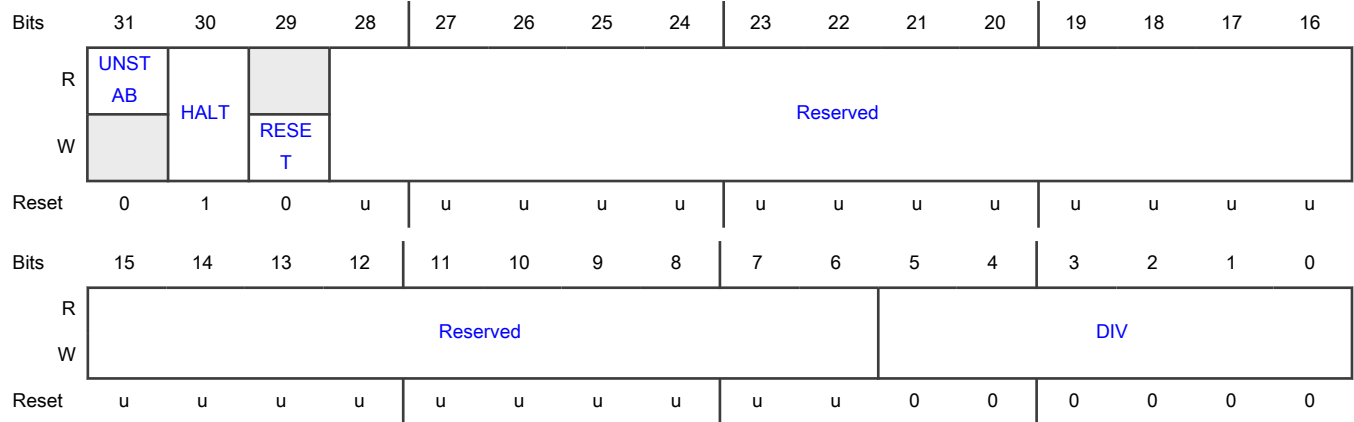 Bits 31 30 29 28 27 26 25 24 23 22 21 20 19 18 17 16
R UNST
AB
HALT Reserved
W RESE
T
Reset 0 1 0 u u u u u u u u u u u u u
Bits 15 14 13 12 11 10 9 8 7 6 5 4 3 2 1 0
R
Reserved DIV
W
Reset u u u u u u u u u u 0 0 0 0 0 0